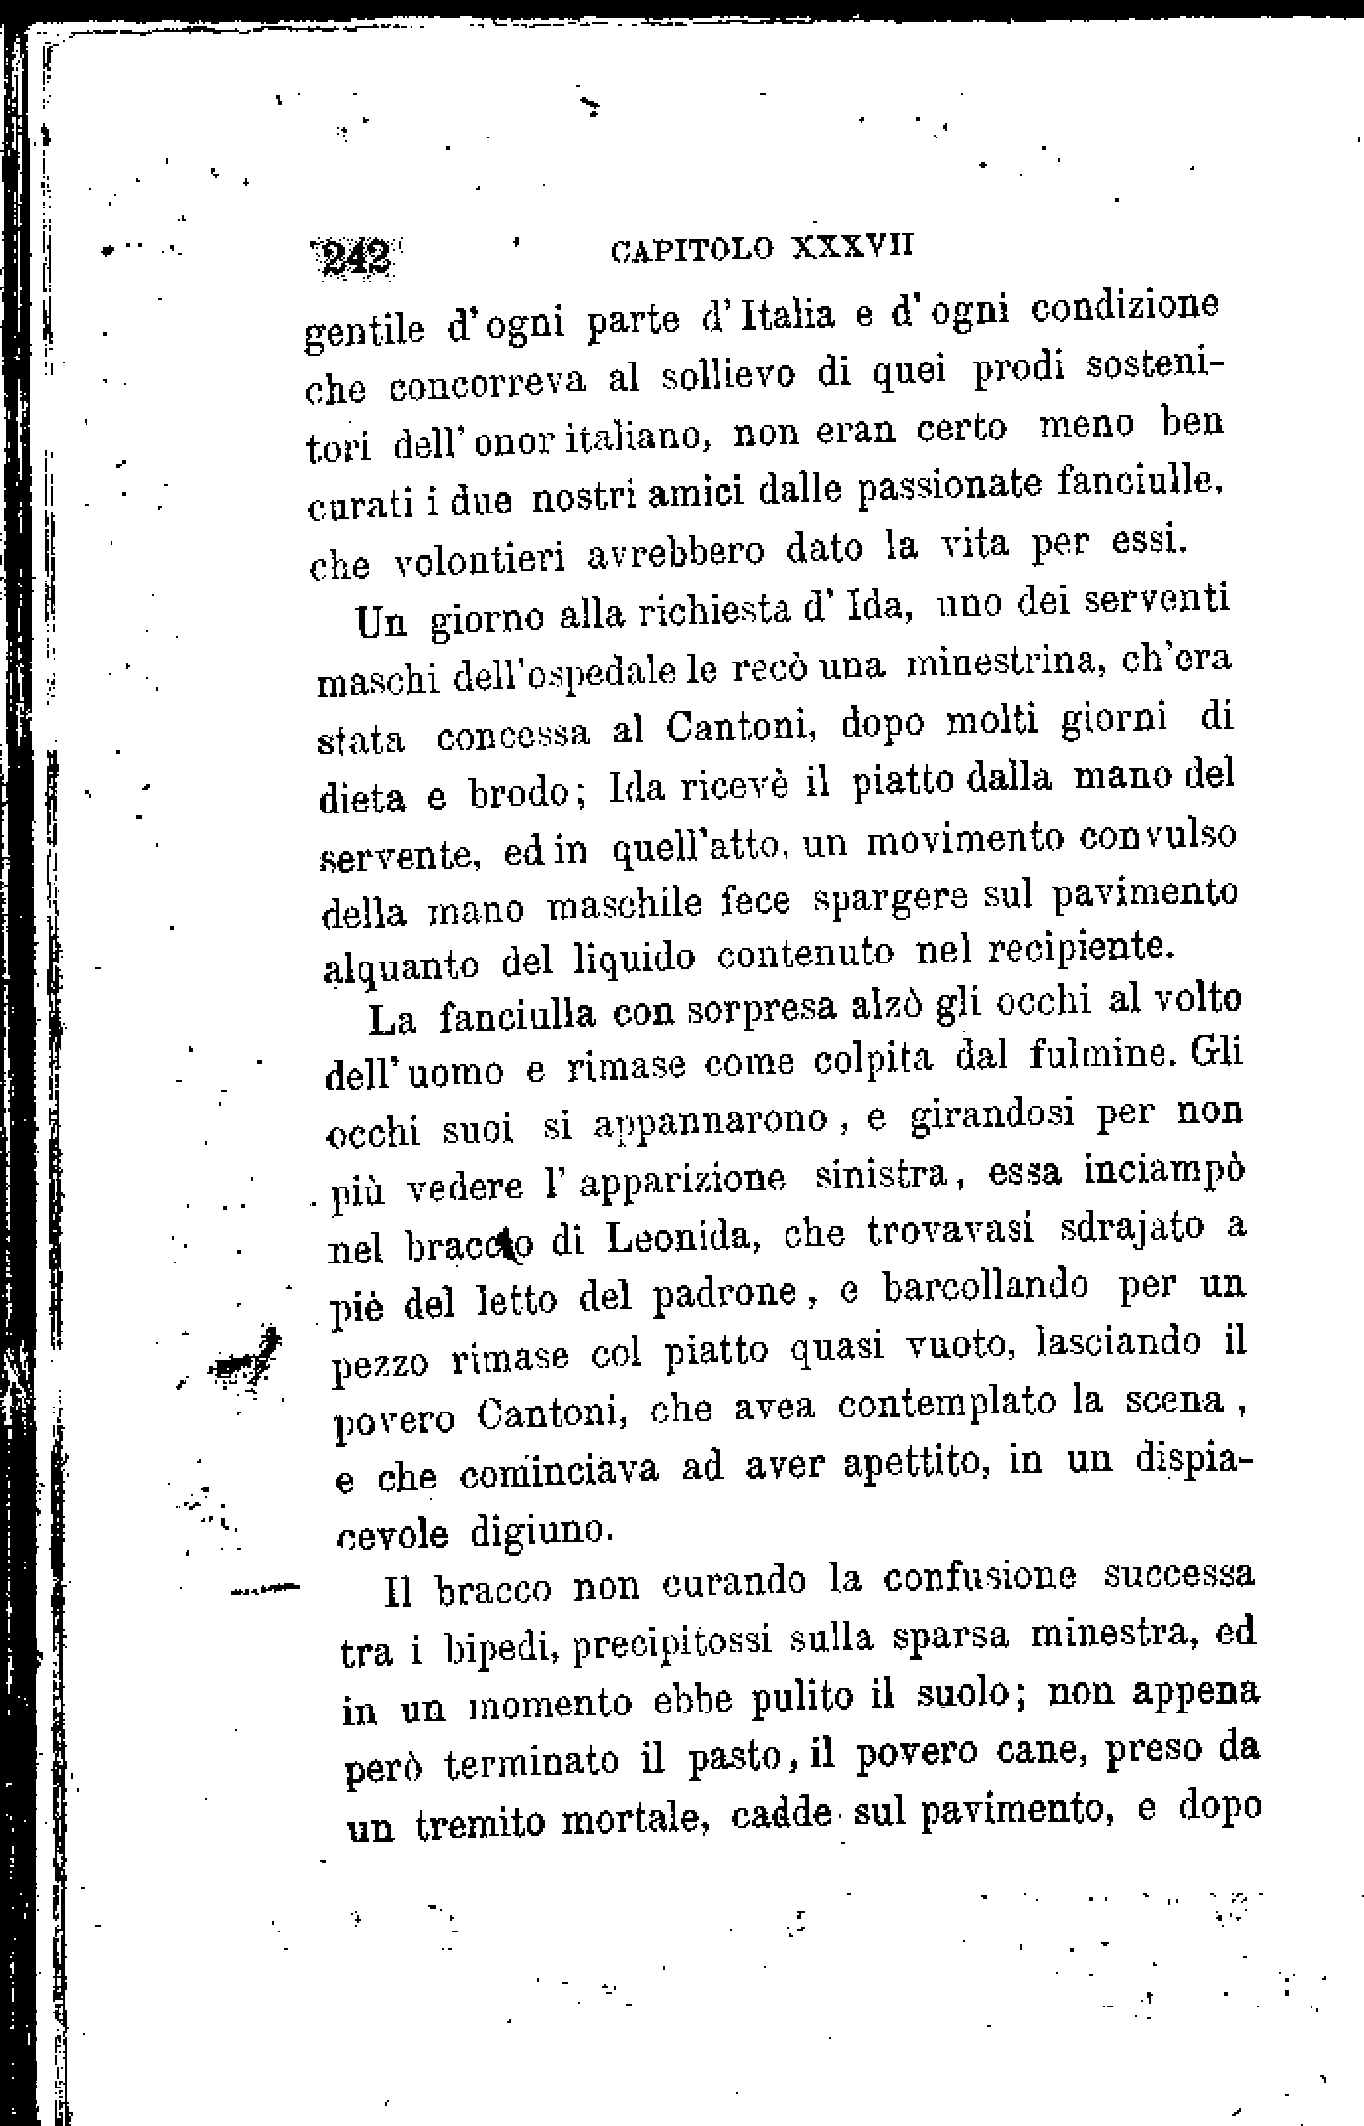 242 CAPITOLO XXXVII
gentile d'ogni parte d'Italia e d'ogni condizione
che concorreva al sollievo di quei prodi sosteni-
tori dell'onor italiano, non eran certo meno ben
curati i due nostri amici dalle passionate fanciulle,
che volontieri avrebbero dato la vita per essi.
Un giorno alla richiesta d'Ida, uno dei serventi
maschi dell'ospedale le recò una minestrina, ch'era
stata concessa al Cantoni, dopo molti giorni di
dieta e brodo; Ida ricevè il piatto dalla mano del
servente, ed in quell'atto, un movimento convulso
della mano maschile fece spargere sul pavimento
alquanto del liquido contenuto nel recipiente.
La fanciulla con sorpresa alzò gli occhi al volto
dell'uomo e rimase come colpita dal fulmine. Gli
occhi suoi si appannarono, e girandosi per non
più vedere l'apparizione sinistra, essa inciampò
nel braccio di Leonida, che trovavasi sdrajato a
piè del letto del padrone, e barcollando per un
pezzo rimase col piatto quasi vuoto, lasciando il
povero Cantoni, che avea contemplato la scena,
e che cominciava ad aver apettito, in un dispia-
cevole digiuno.
Il bracco non curando la confusione successa
tra i bipedi, precipitossi sulla sparsa minestra, ed
in un momento ebbe pulito il suolo; non appena
però terminato il pasto, il povero cane, preso da
un tremito mortale, cadde sul pavimento, e dopo